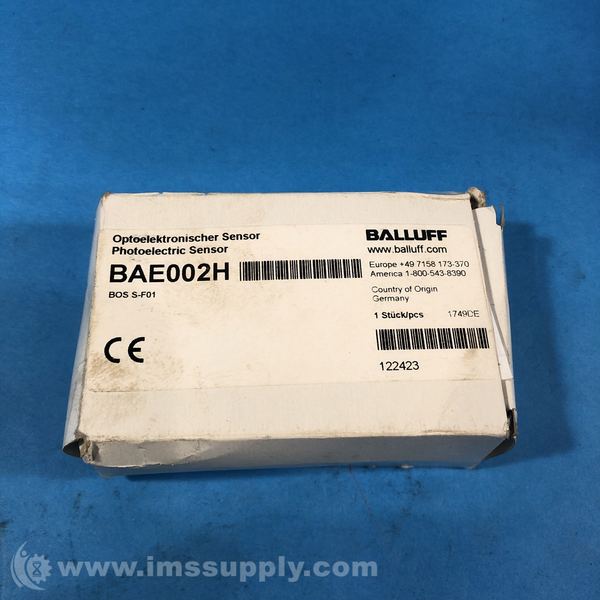 Optoelektronischer Sensor
Photoelectric Sensor
BAE002H
BOS S-F01
CE
BALLUFF
www.balluff.com
Europe +49 7158 173-370
America 1-800-543-8390
Country of Origin
Germany
1 Stück/pcs 1749DE
122423
www.imssupply.com